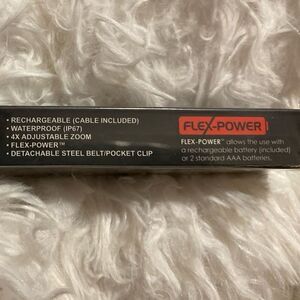 • RECHARGEABLE (CABLE INCLUDED)
• WATERPROOF (IP67)
• 4X ADJUSTABLE ZOOM
• FLEX-POWER™
• DETACHABLE STEEL BELT/POCKET CLIP
FLEX-POWER
FLEX-POWER™ allows the use with
a rechargeable battery (included)
or 2 standard AAA batteries.